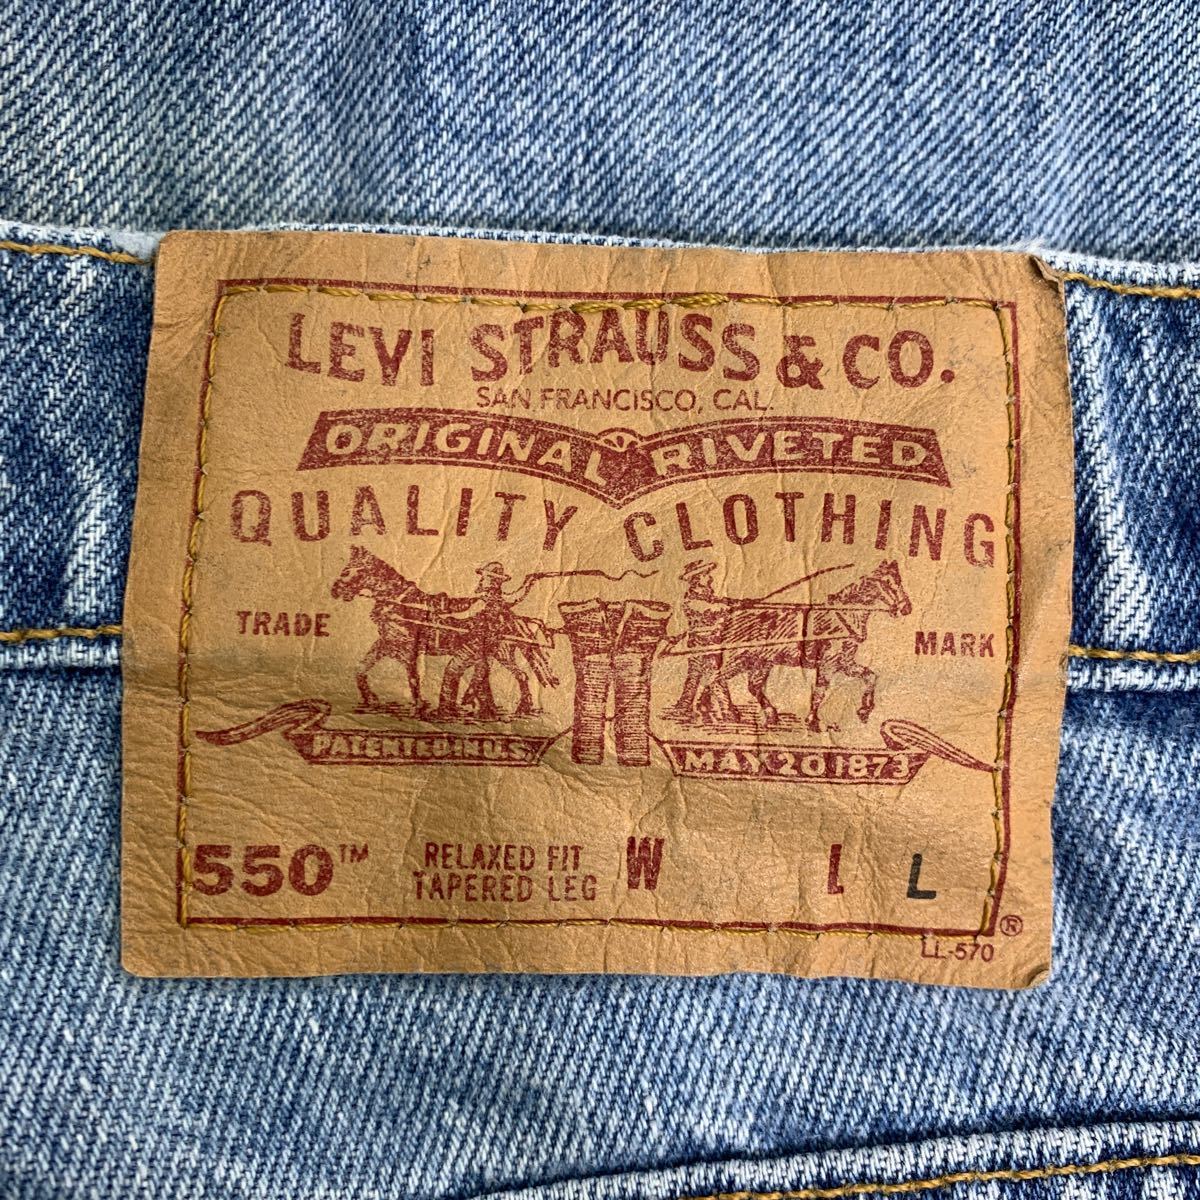 LEVI STRAUSS & CO.
SAN FRANCISCO, CAL.
ORIGINAL RIVETED
QUALITY CLOTHING
TRADE MARK
PATENTED IN U.S. MAY 20 1873
550™ RELAXED FIT W L L
TAPERED LEG
®
LL-570